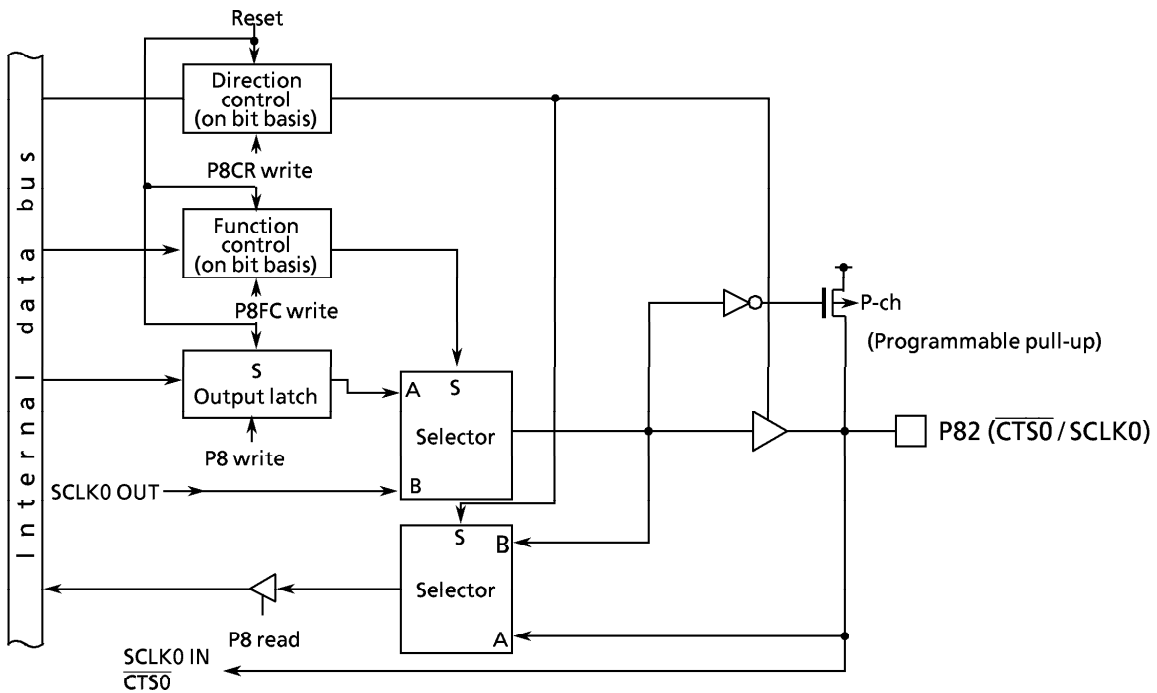 Reset
Direction
control
(on bit basis)
P8CR write
Function
control
(on bit basis)
P8FC write
S
Output latch
P8 write
SCLK0 OUT
Internal data bus
A S
Selector
B
S
B
Selector
A
P8 read
SCLK0 IN
CTS0
P-ch
(Programmable pull-up)
P82 (CTS0 / SCLK0)